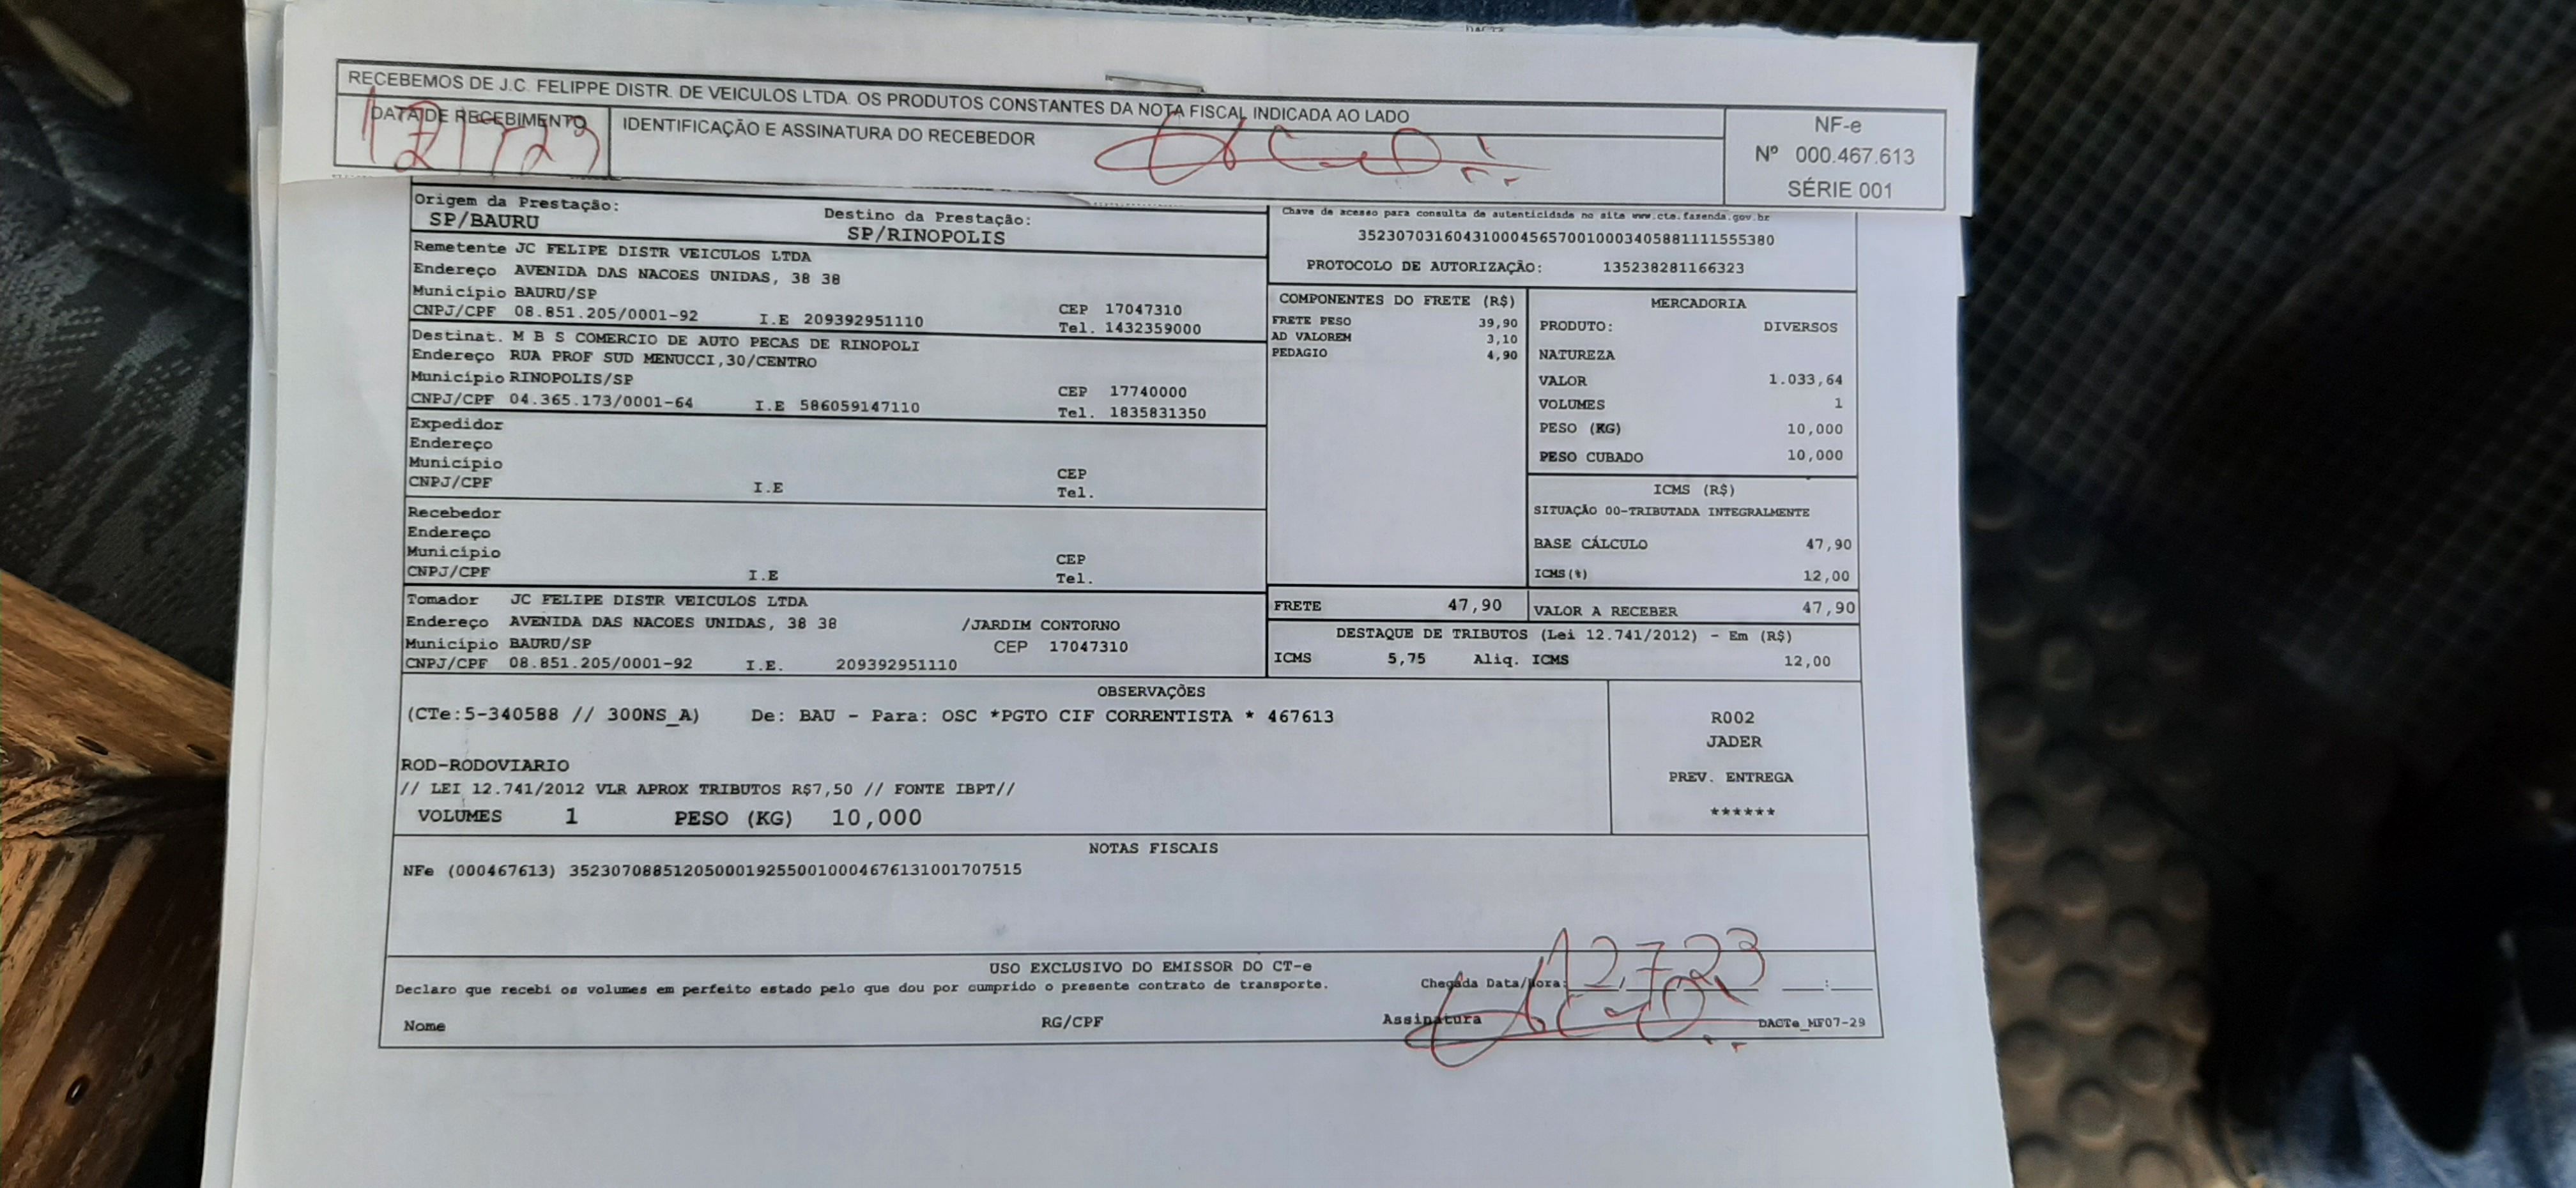 RECEBEMOS DE J.C. FELIPPE DISTR. DE VEICULOS LTDA. OS PRODUTOS CONSTANTES DA NOTA FISCAL INDICADA AO LADO
DATA DE RECEBIMENTO
12/7/23
IDENTIFICAÇÃO E ASSINATURA DO RECEBEDOR
NF-e
Nº 000.467.613
SÉRIE 001
Origem da Prestação:
SP/BAURU
Destino da Prestação:
SP/RINOPOLIS
Chave de acesso para consulta de autenticidade no site www.cte.fazenda.gov.br
35230703160431000456570010003405881111555380
PROTOCOLO DE AUTORIZAÇÃO: 135238281166323
Remetente JC FELIPE DISTR VEICULOS LTDA
Endereço AVENIDA DAS NACOES UNIDAS, 38 38
Município BAURU/SP CEP 17047310
CNPJ/CPF 08.851.205/0001-92 I.E 209392951110 Tel. 1432359000
Destinat. M B S COMERCIO DE AUTO PECAS DE RINOPOLI
Endereço RUA PROF SUD MENUCCI,30/CENTRO
Município RINOPOLIS/SP CEP 17740000
CNPJ/CPF 04.365.173/0001-64 I.E 586059147110 Tel. 1835831350
Expedidor
Endereço
Município CEP
CNPJ/CPF I.E Tel.
Recebedor
Endereço
Município CEP
CNPJ/CPF I.E Tel.
Tomador JC FELIPE DISTR VEICULOS LTDA
Endereço AVENIDA DAS NACOES UNIDAS, 38 38 /JARDIM CONTORNO
Município BAURU/SP CEP 17047310
CNPJ/CPF 08.851.205/0001-92 I.E. 209392951110
COMPONENTES DO FRETE (R$)
FRETE PESO 39,90
AD VALOREM 3,10
PEDAGIO 4,90
MERCADORIA
PRODUTO: DIVERSOS
NATUREZA
VALOR 1.033,64
VOLUMES 1
PESO (KG) 10,000
PESO CUBADO 10,000
ICMS (R$)
SITUAÇÃO 00-TRIBUTADA INTEGRALMENTE
BASE CÁLCULO 47,90
ICMS(%) 12,00
FRETE 47,90
VALOR A RECEBER 47,90
DESTAQUE DE TRIBUTOS (Lei 12.741/2012) - Em (R$)
ICMS 5,75 Aliq. ICMS 12,00
OBSERVAÇÕES
(CTe:5-340588 // 300NS_A) De: BAU - Para: OSC *PGTO CIF CORRENTISTA * 467613
ROD-RODOVIARIO
// LEI 12.741/2012 VLR APROX TRIBUTOS R$7,50 // FONTE IBPT//
VOLUMES 1 PESO (KG) 10,000
R002
JADER
PREV. ENTREGA
******
NOTAS FISCAIS
NFe (000467613) 35230708851205000192550010004676131001707515
USO EXCLUSIVO DO EMISSOR DO CT-e
Declaro que recebi os volumes em perfeito estado pelo que dou por cumprido o presente contrato de transporte.
Chegada Data/Hora: 12/7/23 ___:___
Nome RG/CPF Assinatura DACTe_MF07-29